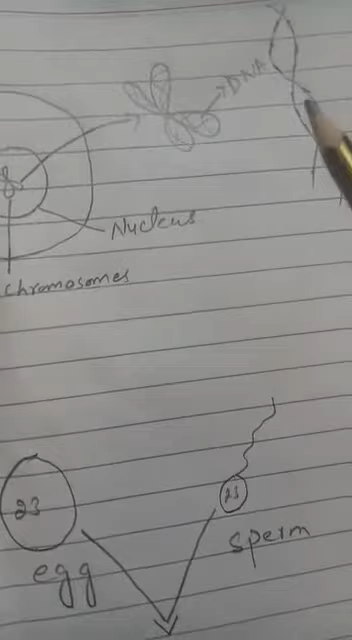 DNA
Nucleus
chromosomes
23
23
sperm
egg